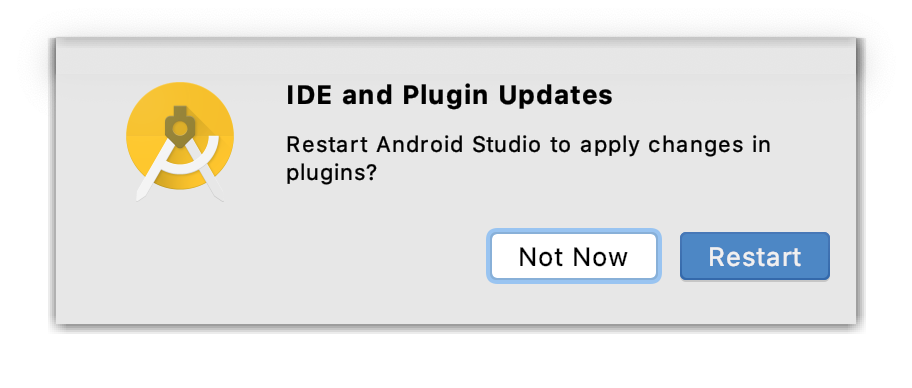 IDE and Plugin Updates
Restart Android Studio to apply changes in
plugins?
Not Now
Restart